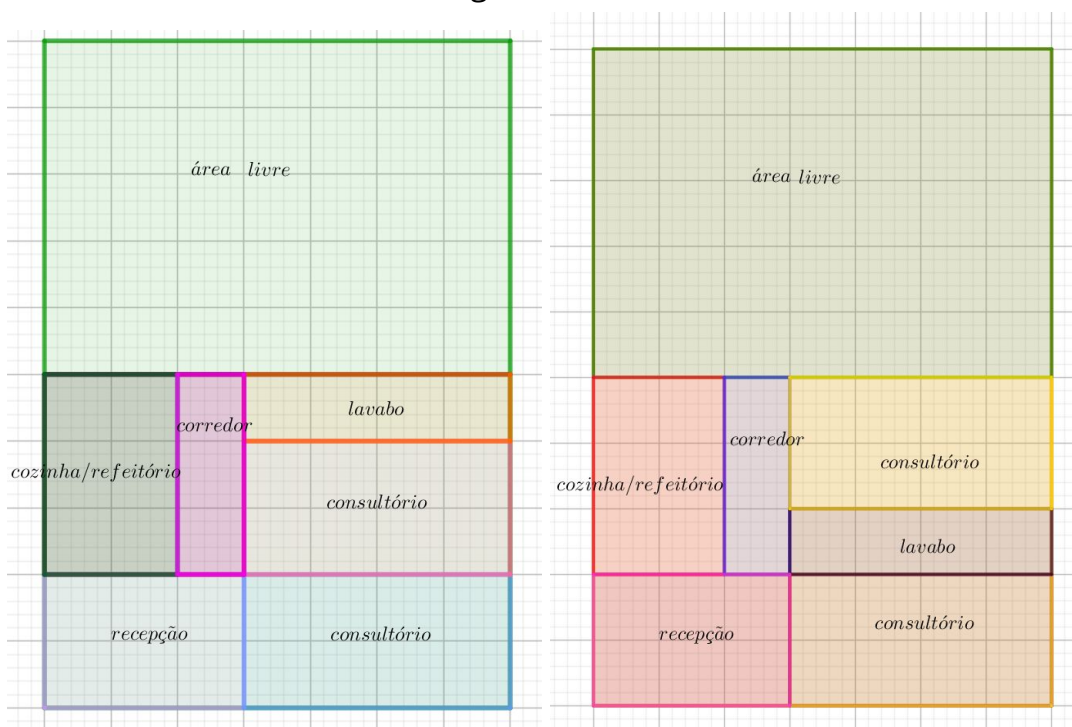 área livre
lavabo
corredor
cozinha/refeitório
consultório
recepção
consultório
área livre
corredor
consultório
cozinha/refeitório
lavabo
recepção
consultório